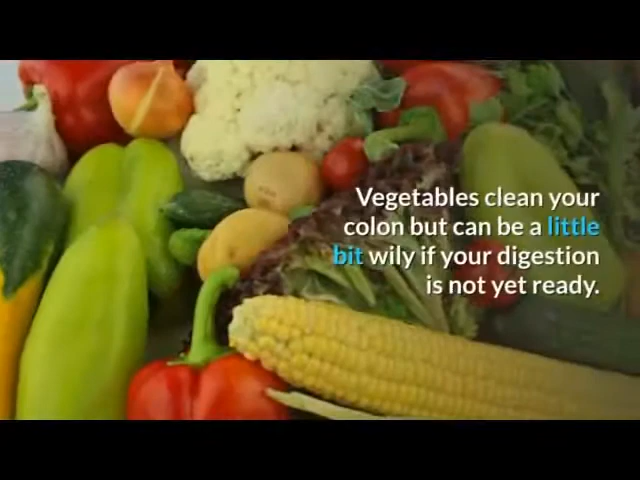 Vegetables clean your
colon but can be a little
bit wily if your digestion
is not yet ready.